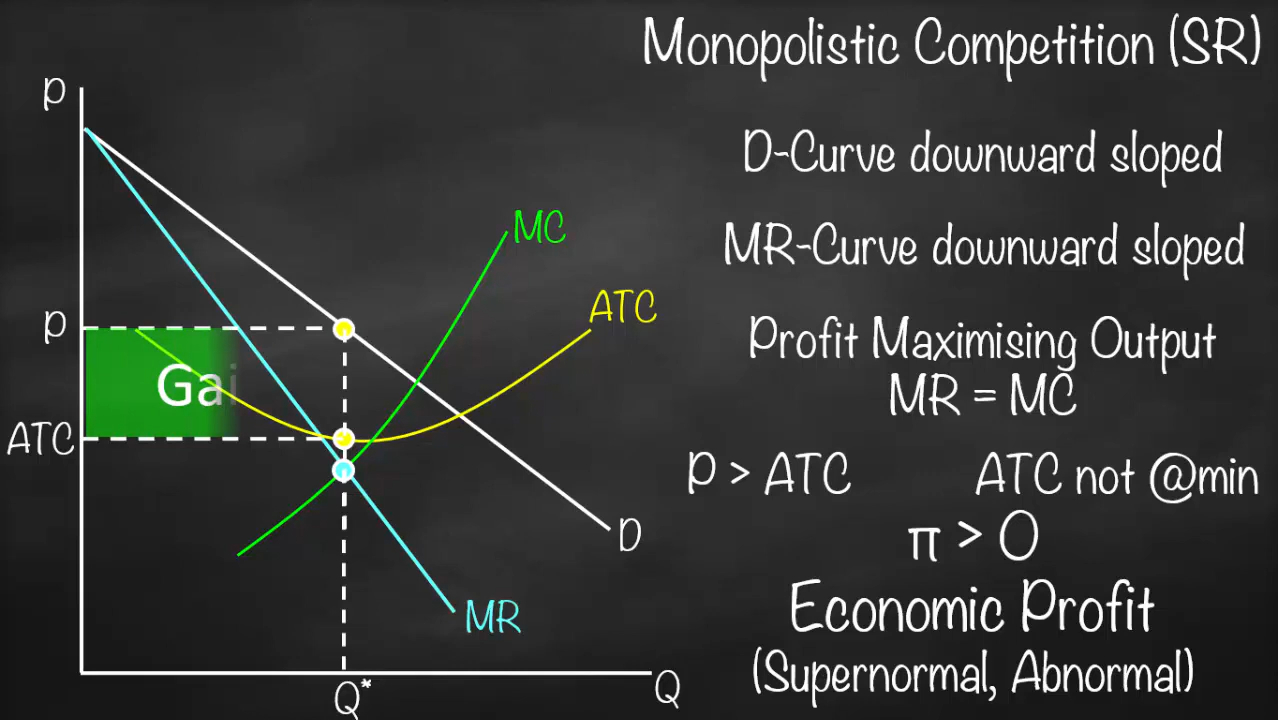 Monopolistic Competition (SR)
P
D-Curve downward sloped
MC
MR-Curve downward sloped
ATC
P
Profit Maximising Output
MR = MC
Gai
ATC
P > ATC
ATC not @min
D
π > 0
MR
Economic Profit
(Supernormal, Abnormal)
Q*
Q